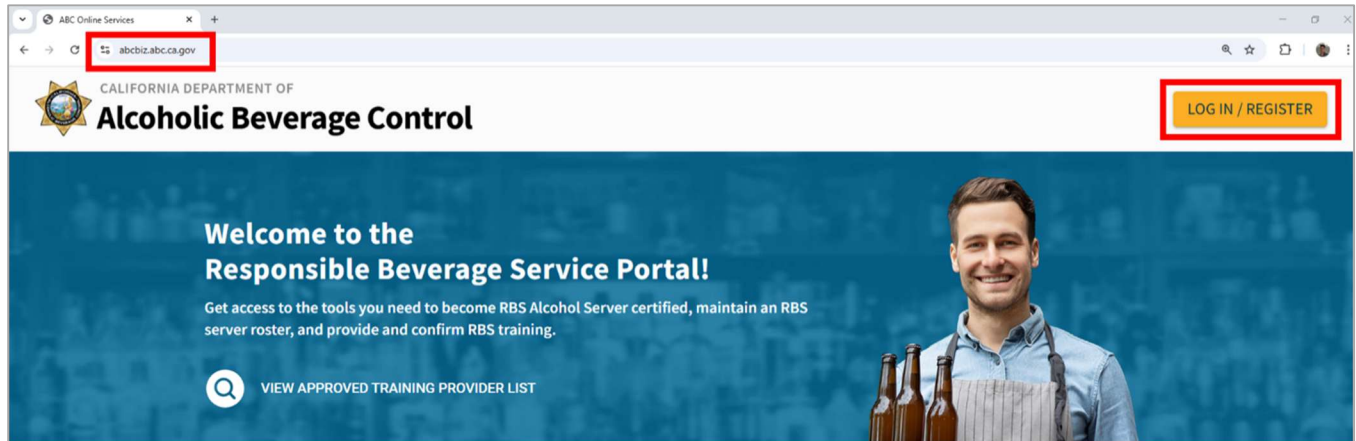 ABC Online Services
abcbiz.abc.ca.gov
CALIFORNIA DEPARTMENT OF
Alcoholic Beverage Control
LOG IN / REGISTER
Welcome to the
Responsible Beverage Service Portal!
Get access to the tools you need to become RBS Alcohol Server certified, maintain an RBS
server roster, and provide and confirm RBS training.
VIEW APPROVED TRAINING PROVIDER LIST